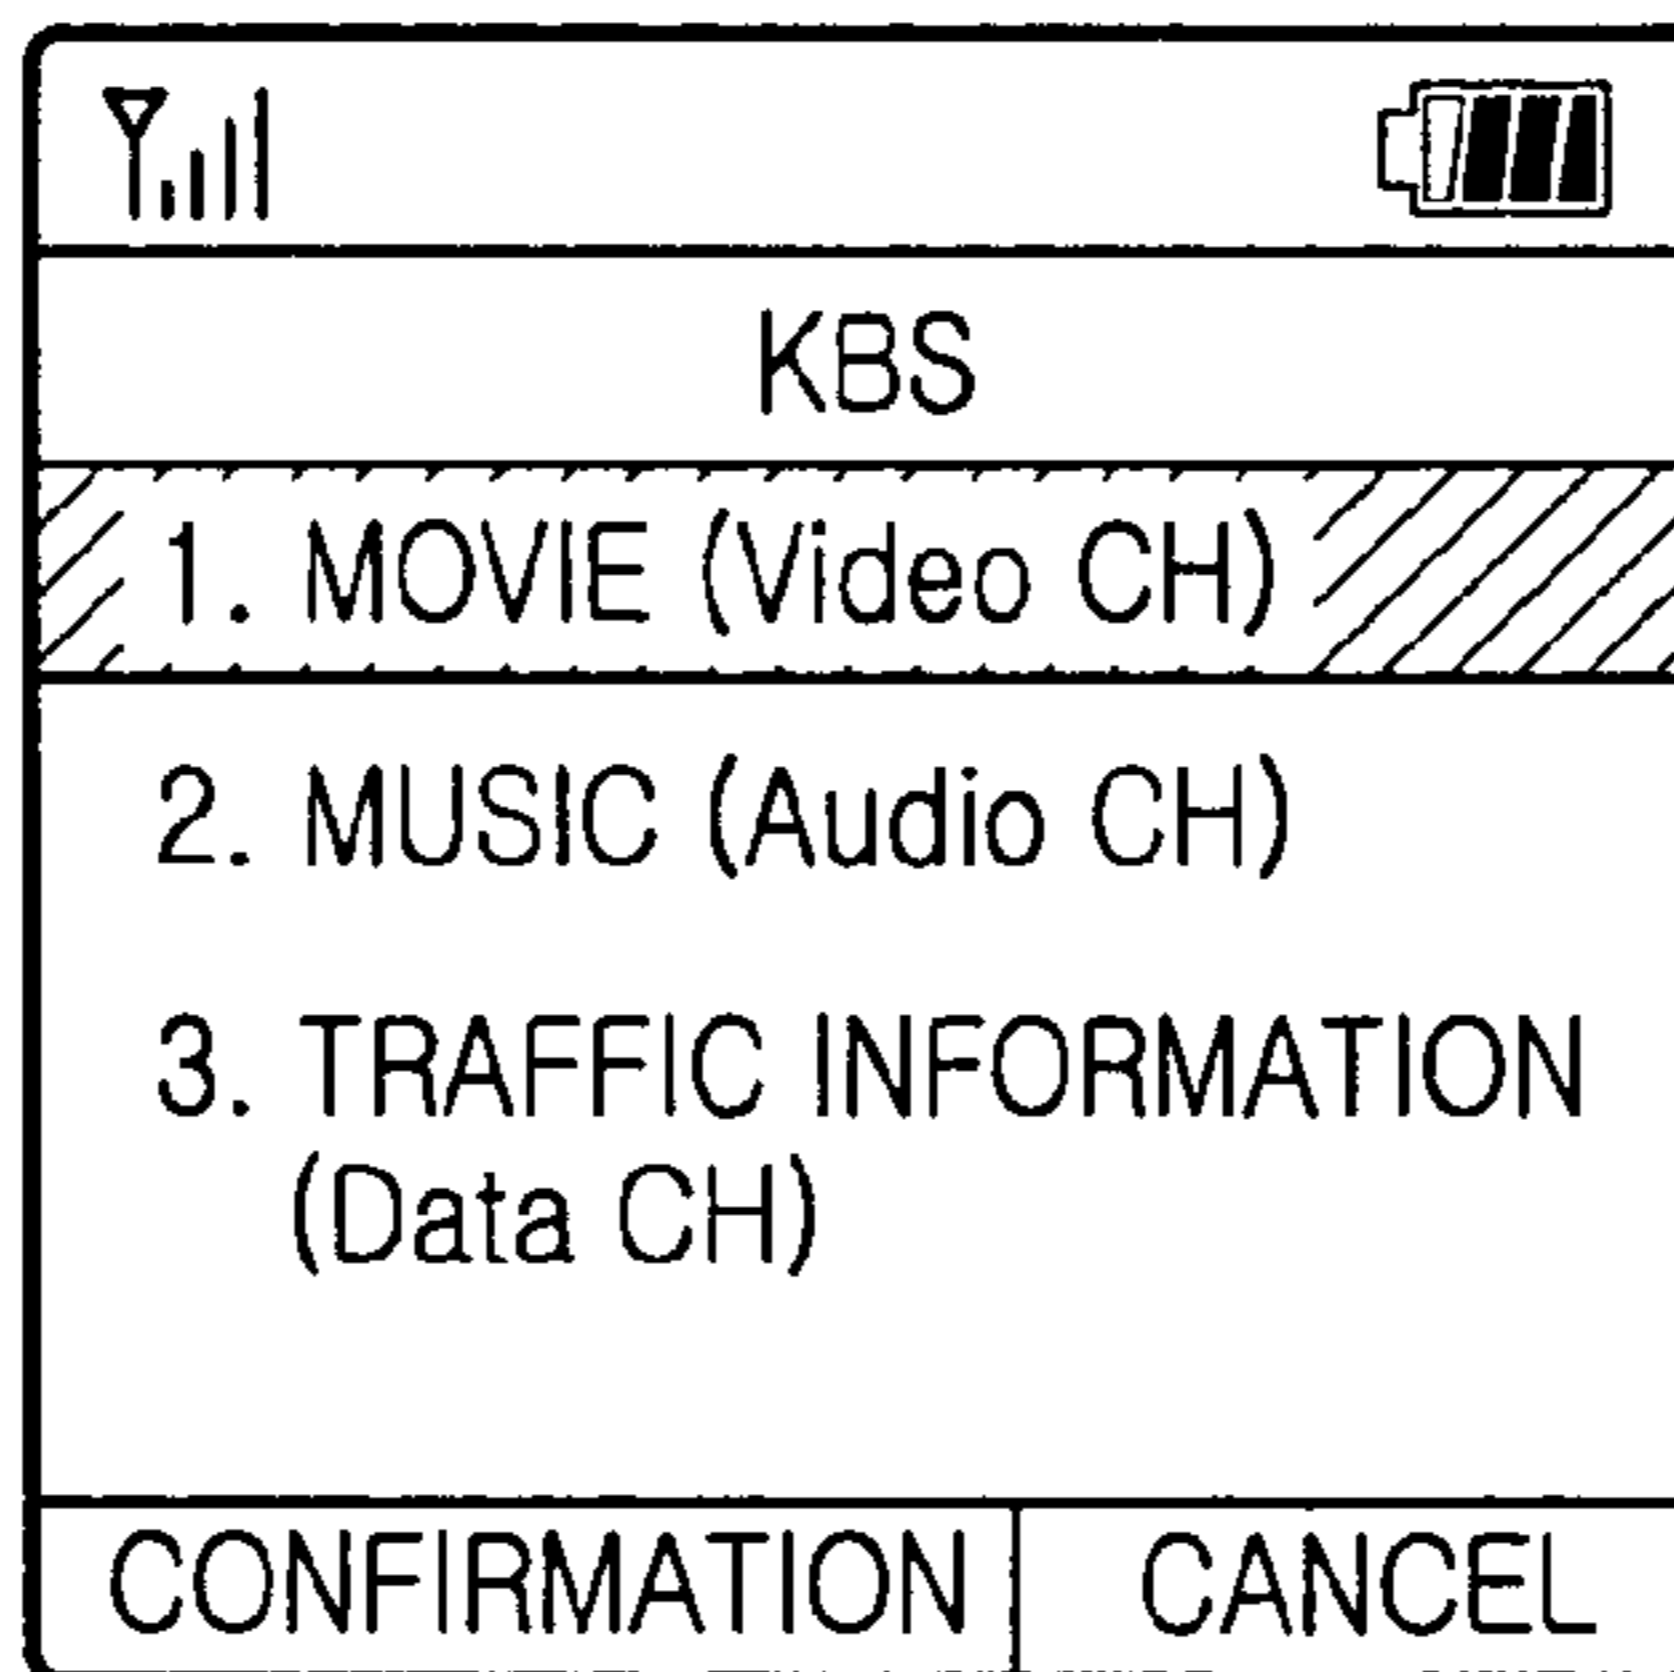 KBS
1. MOVIE (Video CH)
2. MUSIC (Audio CH)
3. TRAFFIC INFORMATION
(Data CH)
CONFIRMATION
CANCEL